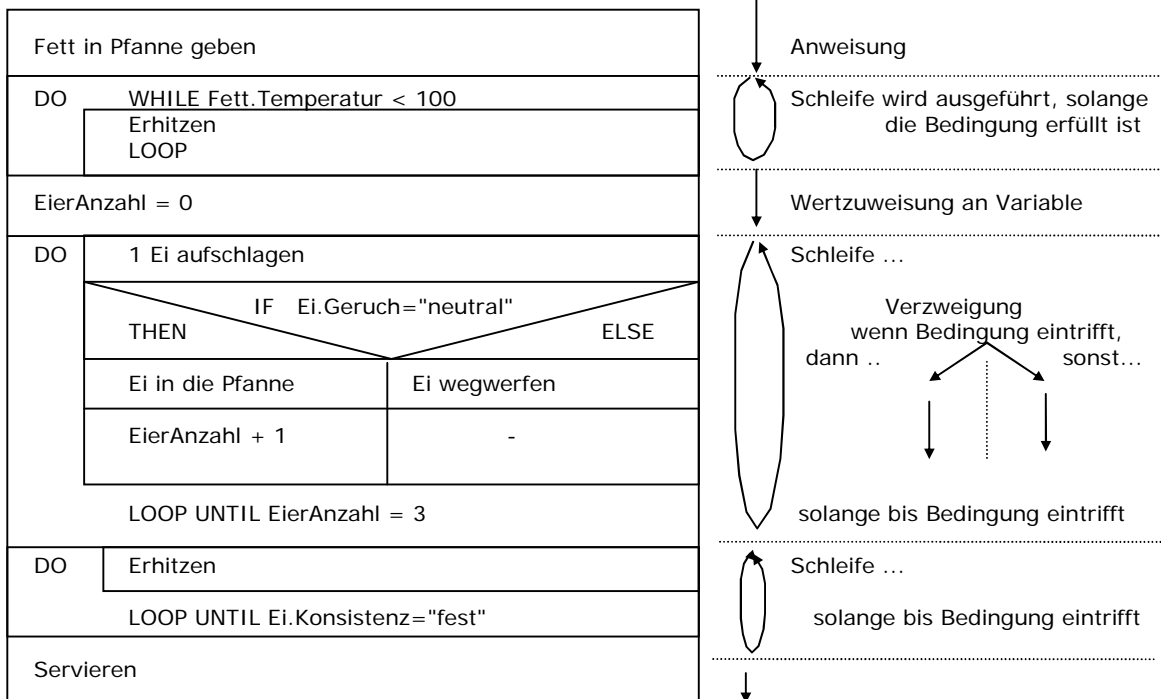 Fett in Pfanne geben
Anweisung
DO WHILE Fett.Temperatur < 100
Erhitzen
LOOP
Schleife wird ausgeführt, solange
die Bedingung erfüllt ist
EierAnzahl = 0
Wertzuweisung an Variable
DO 1 Ei aufschlagen
Schleife ...
IF Ei.Geruch="neutral"
THEN ELSE
Verzweigung
wenn Bedingung eintrifft,
dann .. sonst...
Ei in die Pfanne Ei wegwerfen
EierAnzahl + 1 -
LOOP UNTIL EierAnzahl = 3
solange bis Bedingung eintrifft
DO Erhitzen
Schleife ...
LOOP UNTIL Ei.Konsistenz="fest"
solange bis Bedingung eintrifft
Servieren